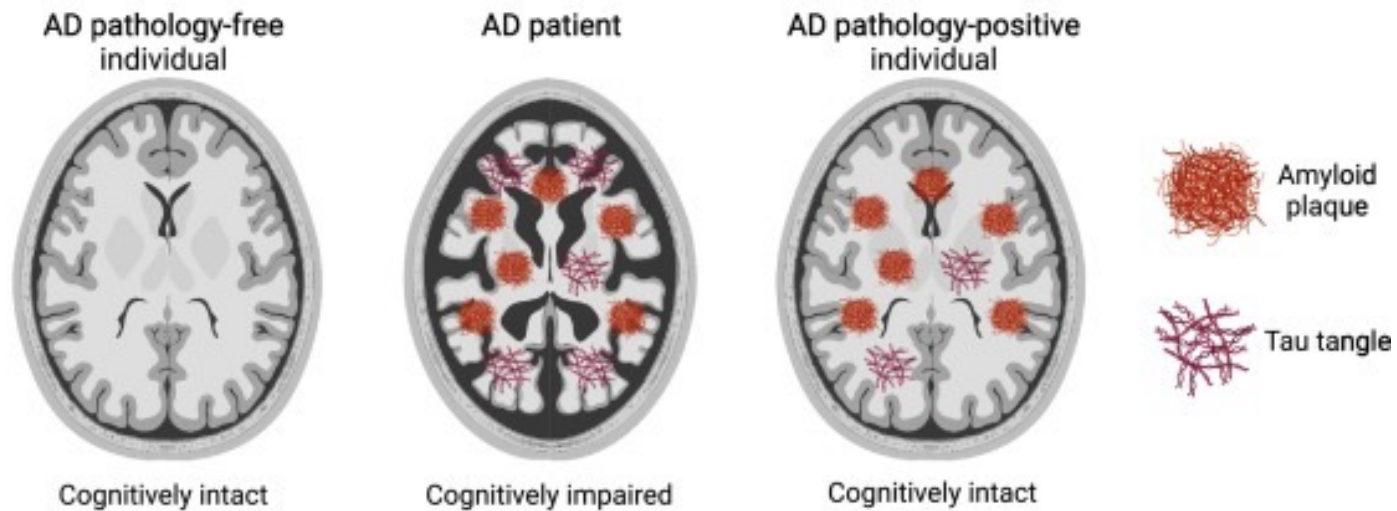 AD pathology-free
individual
AD patient
AD pathology-positive
individual
Amyloid
plaque
Tau tangle
Cognitively intact
Cognitively impaired
Cognitively intact